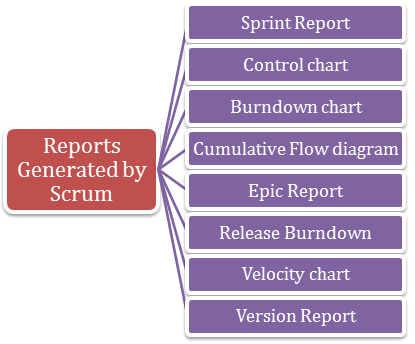 Reports
Generated by
Scrum
Sprint Report
Control chart
Burndown chart
Cumulative Flow diagram
Epic Report
Release Burndown
Velocity chart
Version Report